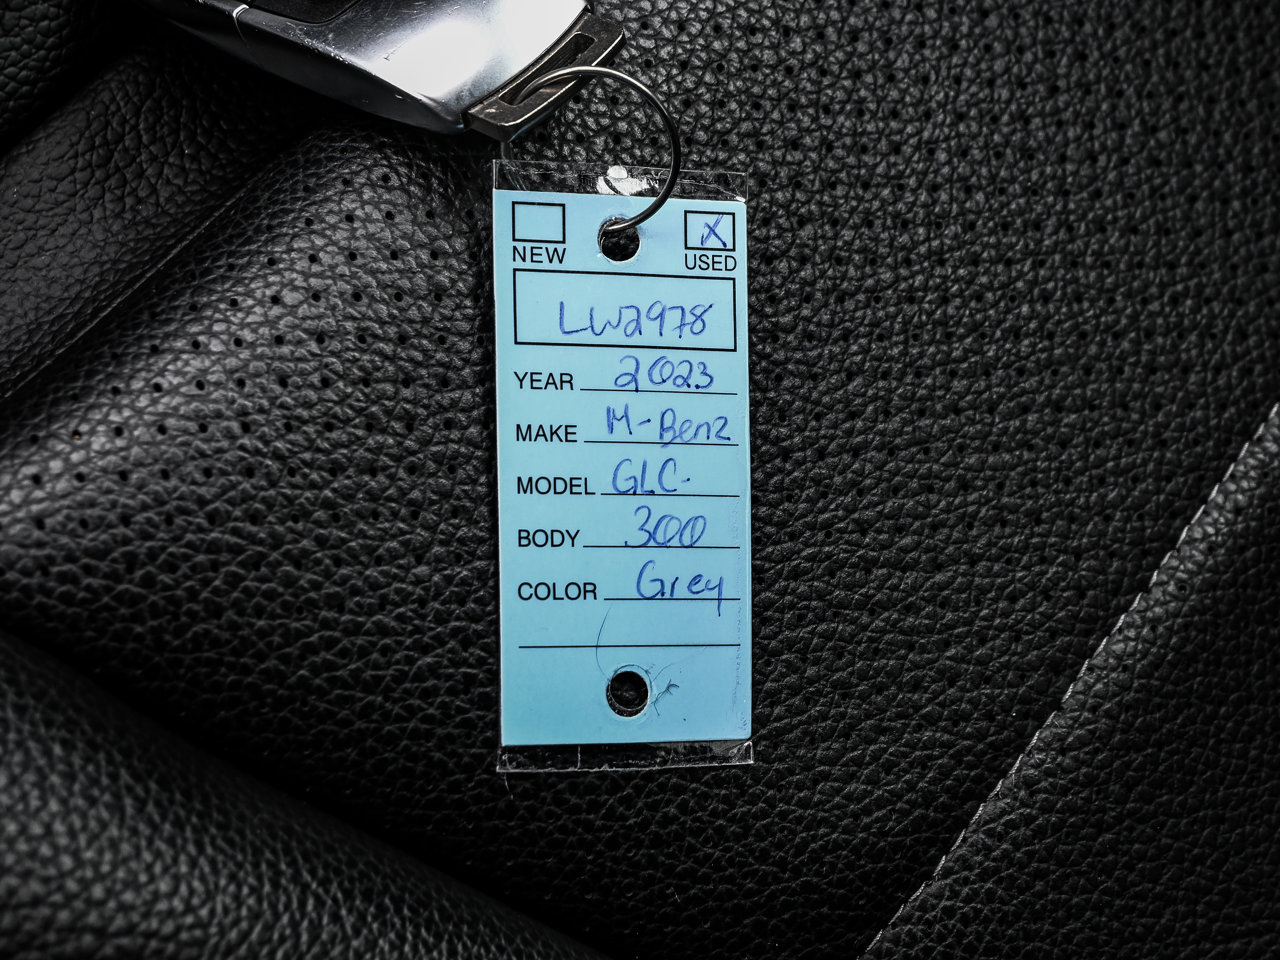 NEW X USED
LW2978
YEAR 2023
MAKE M-Benz
MODEL GLC.
BODY 300
COLOR Grey